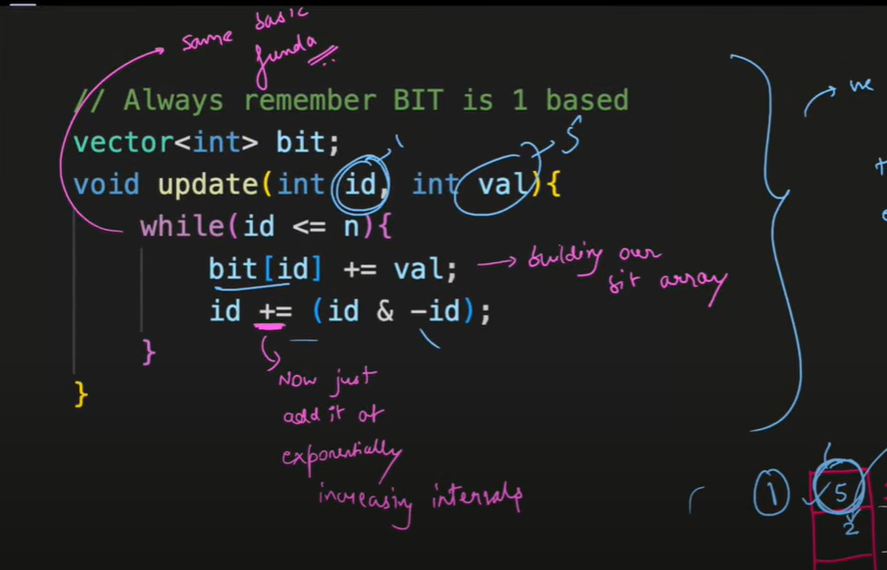 same basic
funda
// Always remember BIT is 1 based
vector<int> bit;
void update(int id, int val){
while(id <= n){
bit[id] += val;
id += (id & -id);
}
}
1
5
building our
bit array
Now just
add it at
exponentially
increasing intervals
we
1
5
2